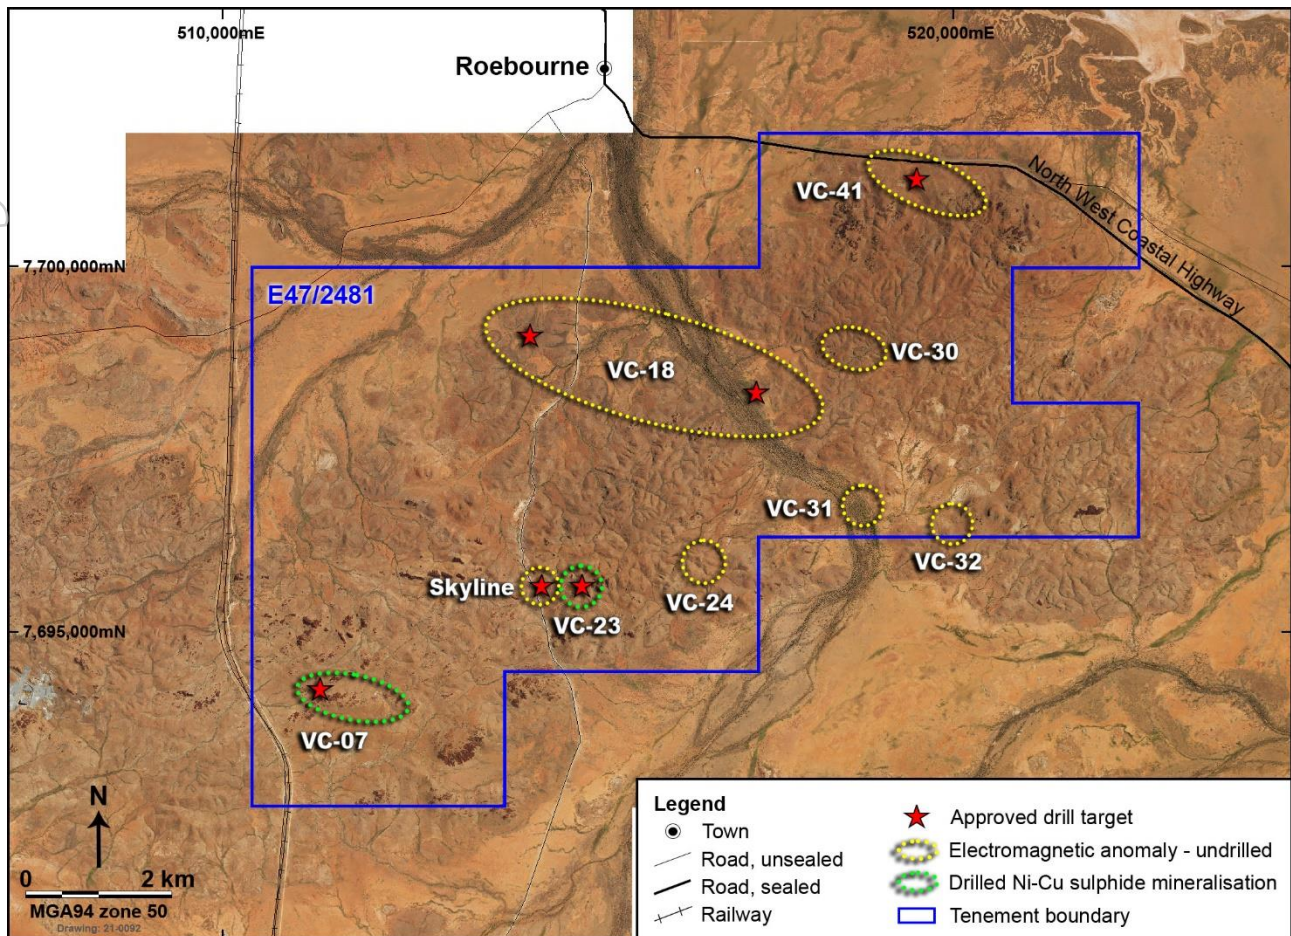 510,000mE
520,000mE
Roebourne
VC-41
North West Coastal Highway
7,700,000mN
E47/2481
VC-18
VC-30
VC-31
VC-32
Skyline
VC-24
VC-23
7,695,000mN
VC-07
N
0 2 km
MGA94 zone 50
Drawing: 21-0092
Legend
Town
Road, unsealed
Road, sealed
Railway
Approved drill target
Electromagnetic anomaly - undrilled
Drilled Ni-Cu sulphide mineralisation
Tenement boundary